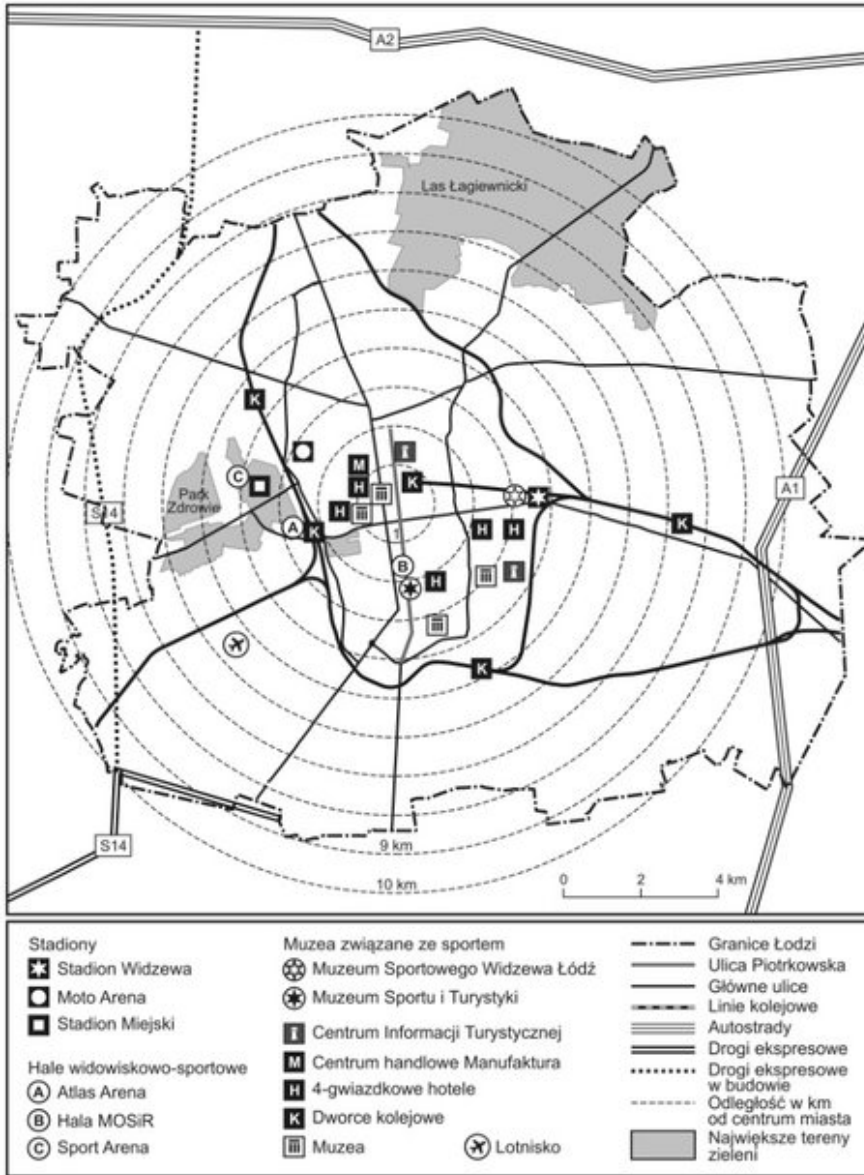 A2
Las Łagiewnicki
K
M
i
C
Park
Zdrowie
H
K
A1
S14
H
A
K
1
H
H
K
B
H
i
K
9 km
10 km
S14
0 2 4 km
Stadiony
Stadion Widzewa
Moto Arena
Stadion Miejski
Hale widowiskowo-sportowe
A Atlas Arena
B Hala MOSiR
C Sport Arena
Muzea związane ze sportem
Muzeum Sportowego Widzewa Łódź
Muzeum Sportu i Turystyki
i Centrum Informacji Turystycznej
M Centrum handlowe Manufaktura
H 4-gwiazdkowe hotele
K Dworce kolejowe
Muzea
Lotnisko
Granice Łodzi
Ulica Piotrkowska
Główne ulice
Linie kolejowe
Autostrady
Drogi ekspresowe
Drogi ekspresowe
w budowie
Odległość w km
od centrum miasta
Największe tereny
zieleni